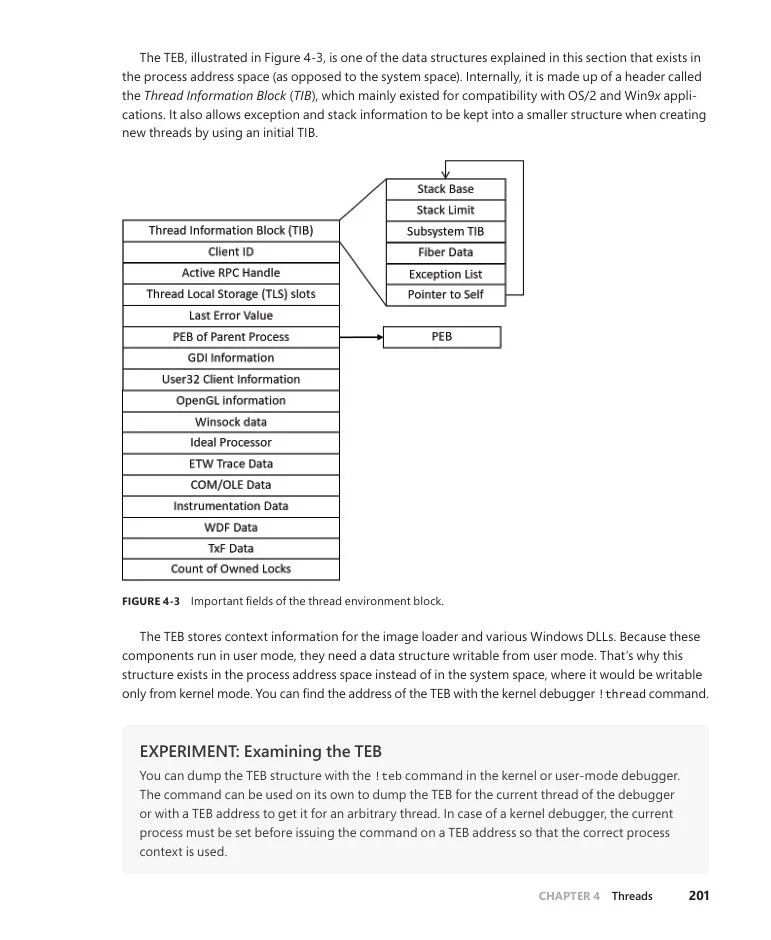 The TEB, illustrated in Figure 4-3, is one of the data structures explained in this section that exists in
the process address space (as opposed to the system space). Internally, it is made up of a header called
the Thread Information Block (TIB), which mainly existed for compatibility with OS/2 and Win9x appli-
cations. It also allows exception and stack information to be kept into a smaller structure when creating
new threads by using an initial TIB.
Stack Base
Stack Limit
Subsystem TIB
Fiber Data
Exception List
Pointer to Self
Thread Information Block (TIB)
Client ID
Active RPC Handle
Thread Local Storage (TLS) slots
Last Error Value
PEB of Parent Process
PEB
GDI Information
User32 Client Information
OpenGL information
Winsock data
Ideal Processor
ETW Trace Data
COM/OLE Data
Instrumentation Data
WDF Data
TxF Data
Count of Owned Locks
FIGURE 4-3 Important fields of the thread environment block.
The TEB stores context information for the image loader and various Windows DLLs. Because these
components run in user mode, they need a data structure writable from user mode. That's why this
structure exists in the process address space instead of in the system space, where it would be writable
only from kernel mode. You can find the address of the TEB with the kernel debugger !thread command.
EXPERIMENT: Examining the TEB
You can dump the TEB structure with the !teb command in the kernel or user-mode debugger.
The command can be used on its own to dump the TEB for the current thread of the debugger
or with a TEB address to get it for an arbitrary thread. In case of a kernel debugger, the current
process must be set before issuing the command on a TEB address so that the correct process
context is used.
CHAPTER 4 Threads 201